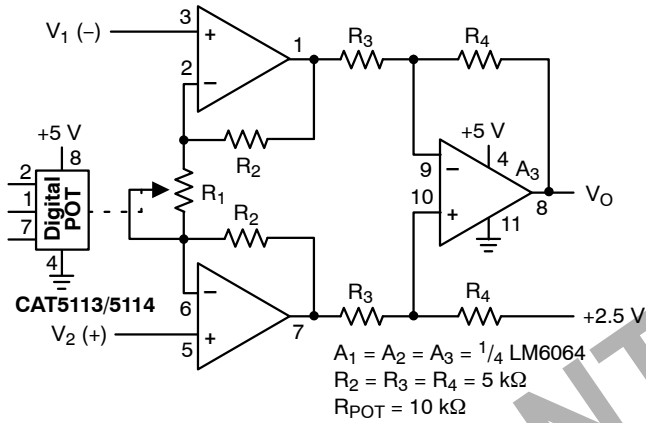 V1 (–)
3
+
1
R3
R4
2
–
+5 V
8
R2
+5 V
4
A3
9
–
2
1
7
Digital POT
R1
10
+
8
VO
11
R2
4
CAT5113/5114
6
–
7
R3
R4
+2.5 V
V2 (+)
5
+
A1 = A2 = A3 = 1/4 LM6064
R2 = R3 = R4 = 5 kΩ
RPOT = 10 kΩ